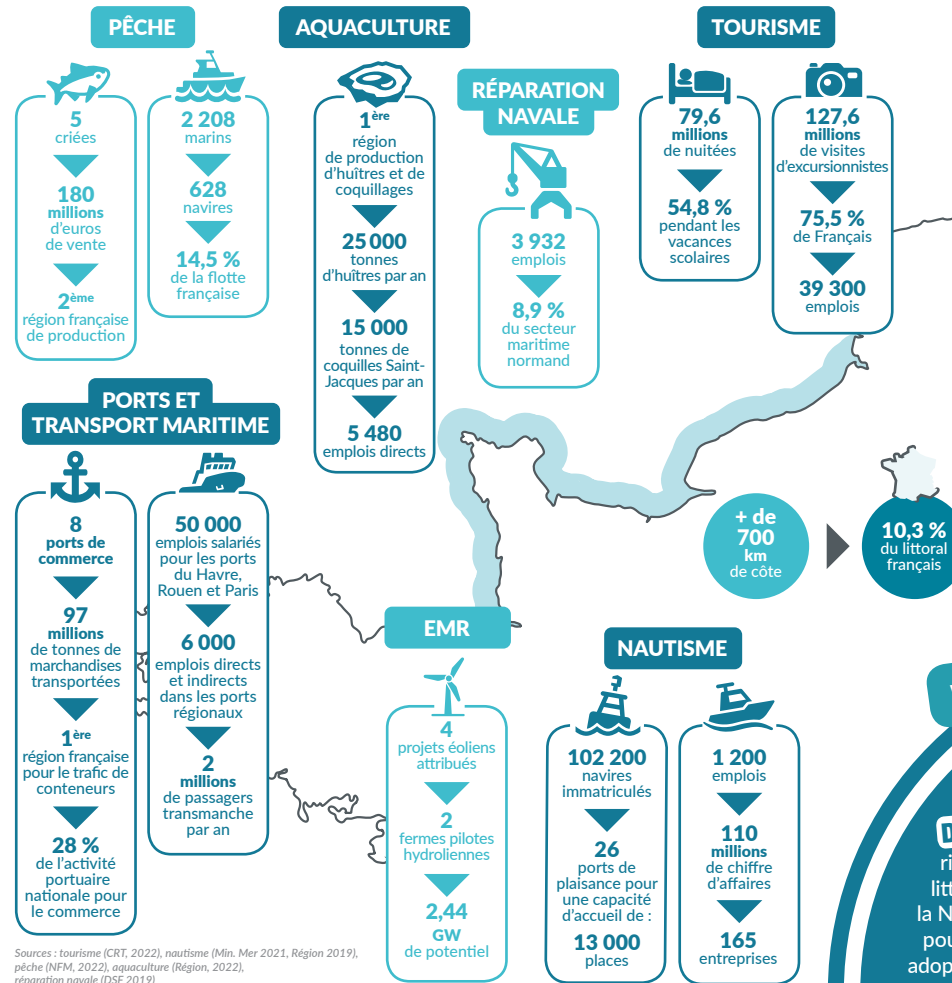 PÊCHE
5
criées
180
millions
d'euros
de vente
2ème
région française
de production
2 208
marins
628
navires
14,5 %
de la flotte
française
AQUACULTURE
1ère
région
de production
d'huîtres et de
coquillages
25 000
tonnes
d'huîtres par an
15 000
tonnes de
coquilles Saint-
Jacques par an
5 480
emplois directs
RÉPARATION
NAVALE
3 932
emplois
8,9 %
du secteur
maritime
normand
TOURISME
79,6
millions
de nuitées
54,8 %
pendant les
vacances
scolaires
127,6
millions
de visites
d'excursionnistes
75,5 %
de Français
39 300
emplois
PORTS ET
TRANSPORT MARITIME
8
ports de
commerce
97
millions
de tonnes de
marchandises
transportées
1ère
région française
pour le trafic de
conteneurs
28 %
de l'activité
portuaire
nationale pour
le commerce
50 000
emplois salariés
pour les ports
du Havre,
Rouen et Paris
6 000
emplois directs
et indirects
dans les ports
régionaux
2
millions
de passagers
transmanche
par an
+ de
700
km
de côte
10,3 %
du littoral
français
EMR
4
projets éoliens
attribués
2
fermes pilotes
hydroliennes
2,44
GW
de potentiel
NAUTISME
102 200
navires
immatriculés
26
ports de
plaisance pour
une capacité
d'accueil de :
13 000
places
1 200
emplois
110
millions
de chiffre
d'affaires
165
entreprises
D
ri
litt
la N
pou
adop
Sources : tourisme (CRT, 2022), nautisme (Min. Mer 2021, Région 2019),
pêche (NFM, 2022), aquaculture (Région, 2022),
réparation navale (DSF 2019)